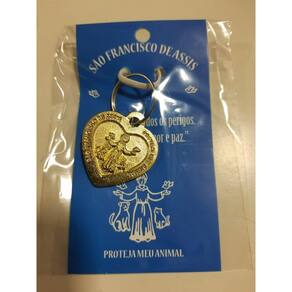 SÃO FRANCISCO DE ASSIS
dos os perigos...
or e paz."
PROTEJA MEU ANIMAL